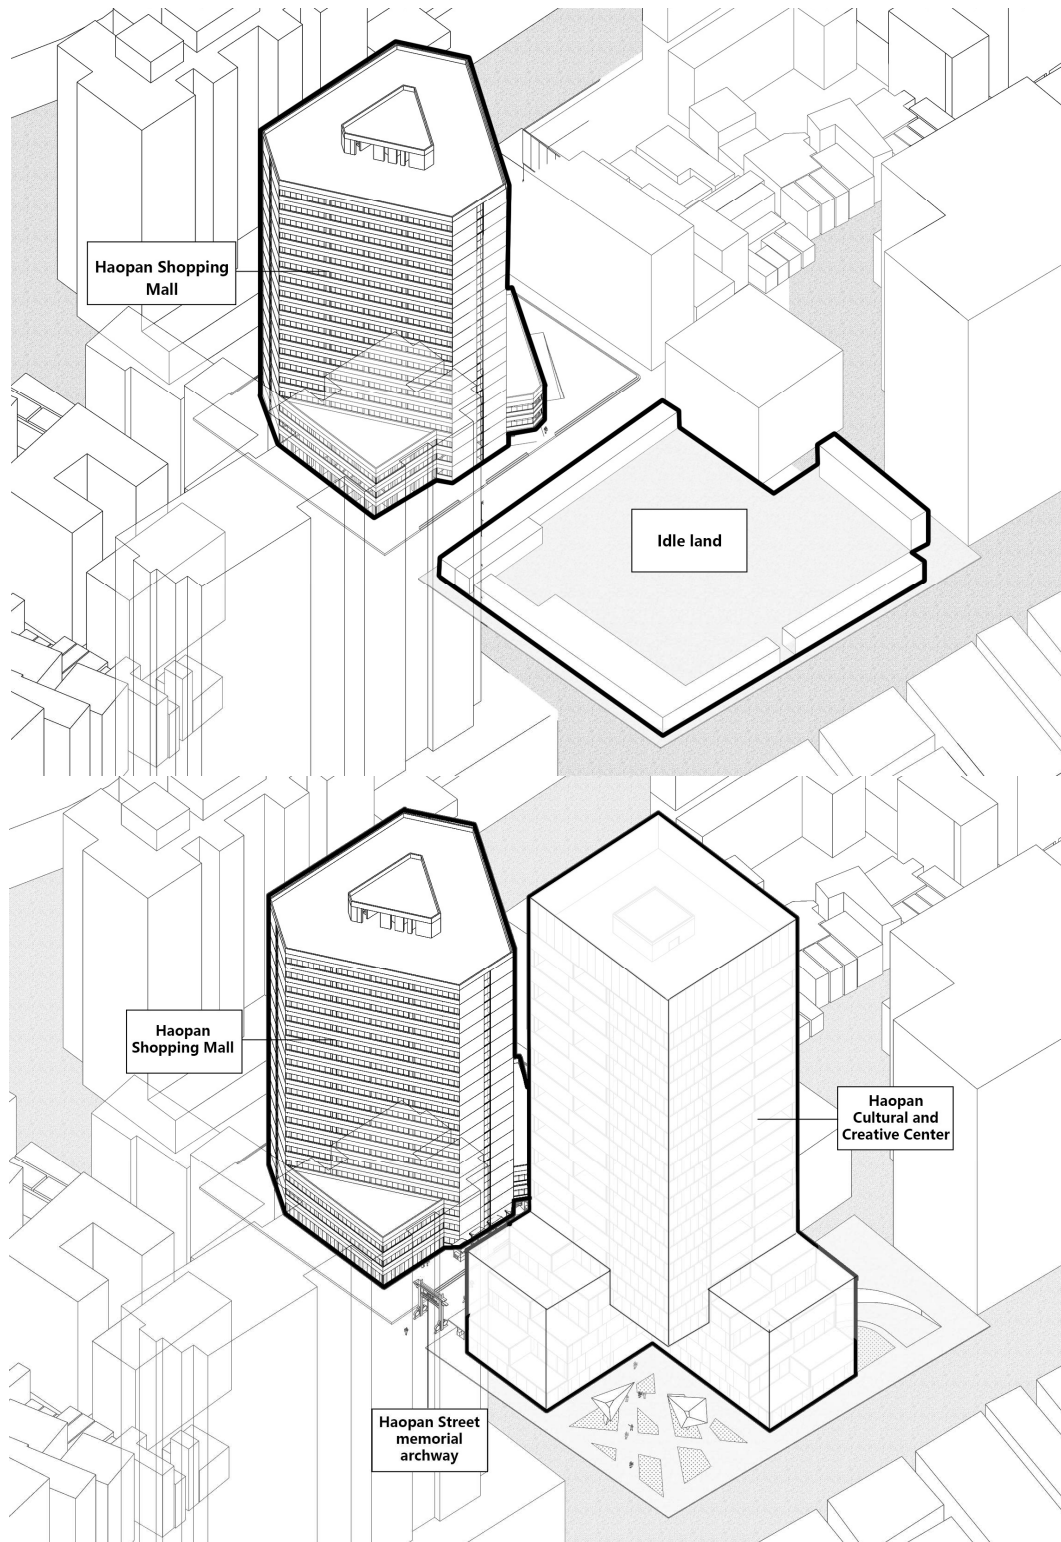 Haopan Shopping
Mall
Idle land
Haopan
Shopping Mall
Haopan
Cultural and
Creative Center
Haopan Street
memorial
archway